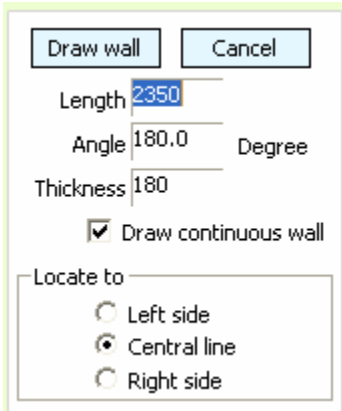 Draw wall Cancel
Length 2350
Angle 180.0 Degree
Thickness 180
Draw continuous wall
Locate to
Left side
Central line
Right side